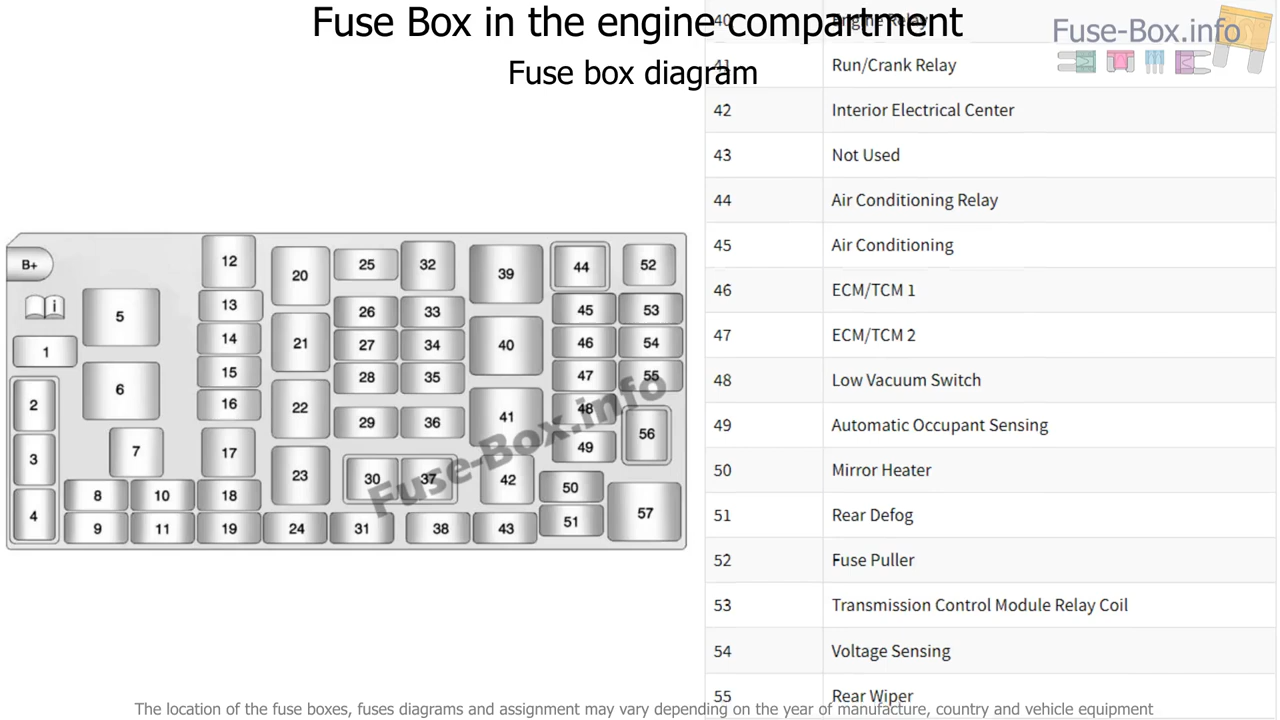 Fuse Box in the engine compartment
Fuse box diagram
Fuse-Box.info
40 Engine Relay
41 Run/Crank Relay
42 Interior Electrical Center
43 Not Used
44 Air Conditioning Relay
45 Air Conditioning
46 ECM/TCM 1
47 ECM/TCM 2
48 Low Vacuum Switch
49 Automatic Occupant Sensing
50 Mirror Heater
51 Rear Defog
52 Fuse Puller
53 Transmission Control Module Relay Coil
54 Voltage Sensing
55 Rear Wiper
B+
i
1
2
3
4
5
6
7
8
9
10
11
12
13
14
15
16
17
18
19
20
21
22
23
24
25
26
27
28
29
30
31
32
33
34
35
36
37
38
39
40
41
42
43
44
45
46
47
48
49
50
51
52
53
54
55
56
57
Fuse-Box.info
The location of the fuse boxes, fuses diagrams and assignment may vary depending on the year of manufacture, country and vehicle equipment